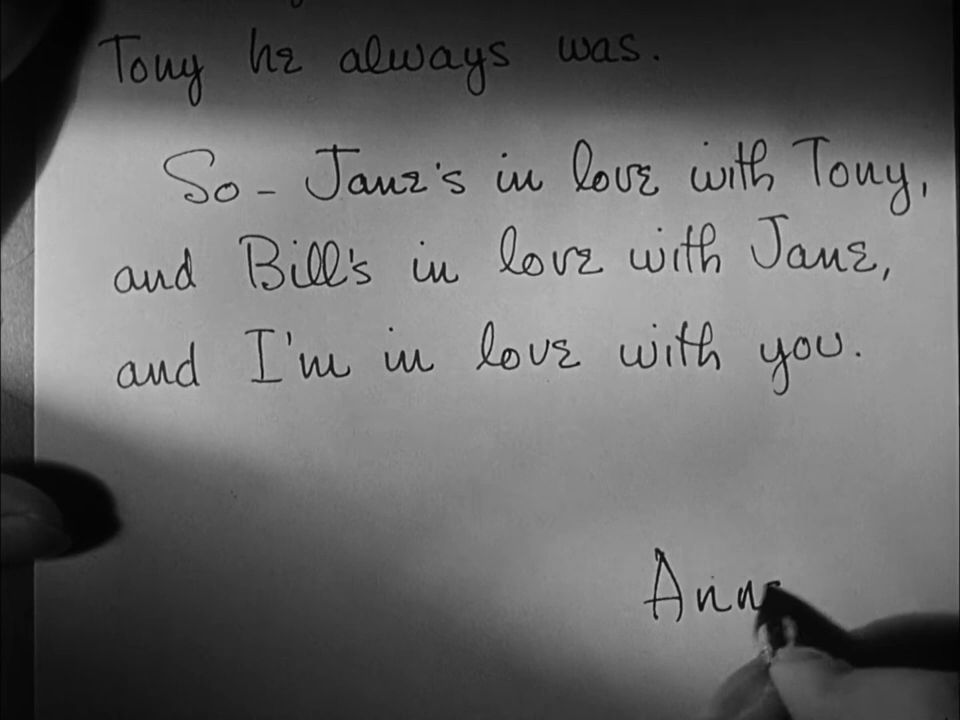 Tony he always was.
So - Jane's in love with Tony,
and Bill's in love with Jane,
and I'm in love with you.
Anne